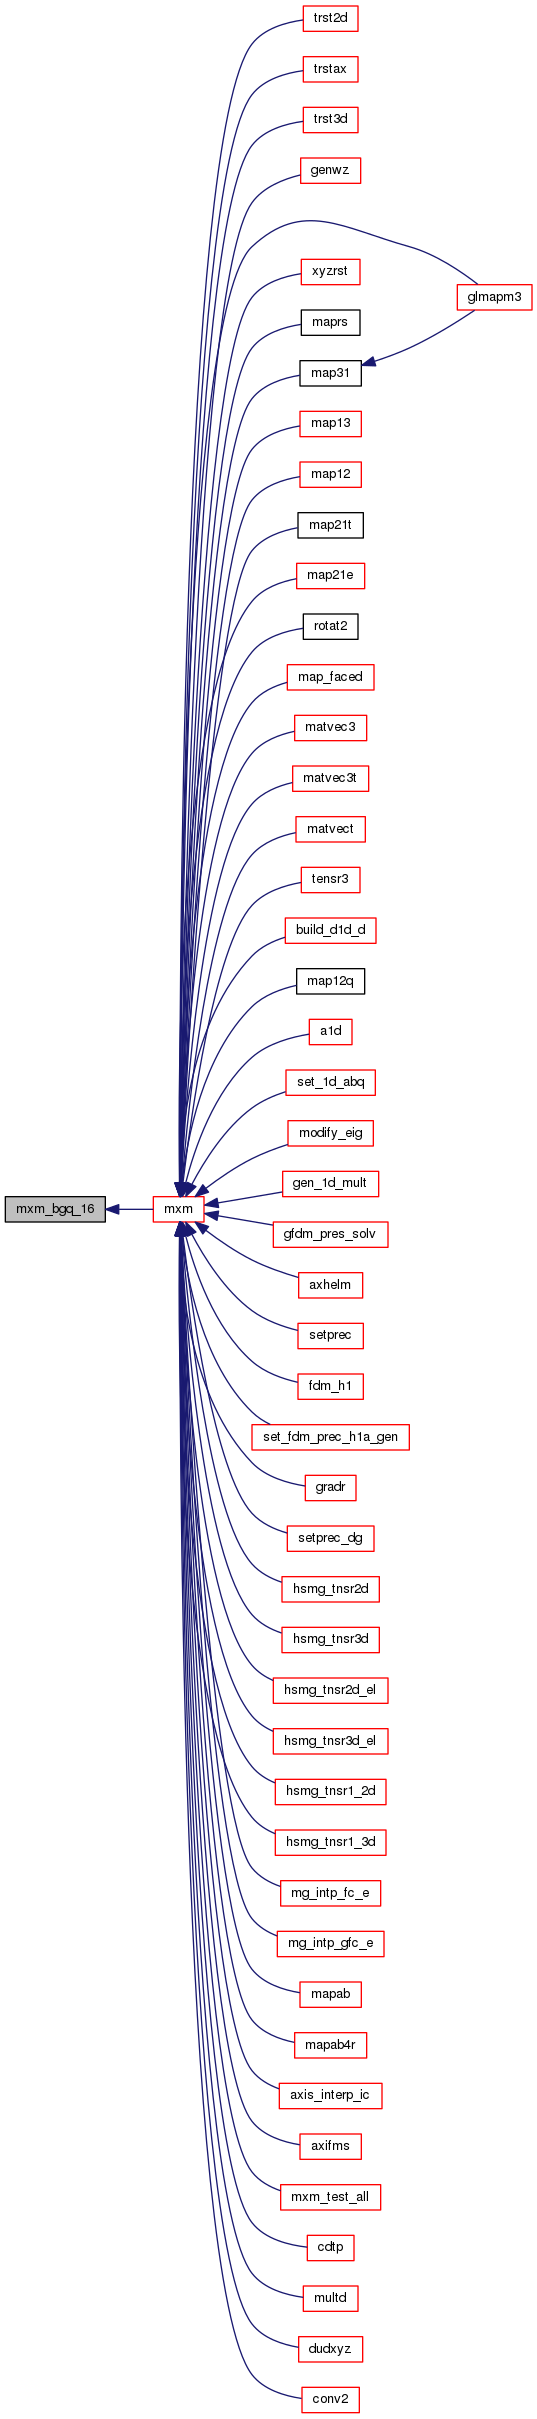 trst2d
trstax
trst3d
genwz
xyzrst
glmapm3
maprs
map31
map13
map12
map21t
map21e
rotat2
map_faced
matvec3
matvec3t
matvect
tensr3
build_d1d_d
map12q
a1d
set_1d_abq
modify_eig
gen_1d_mult
mxm_bgq_16
mxm
gfdm_pres_solv
axhelm
setprec
fdm_h1
set_fdm_prec_h1a_gen
gradr
setprec_dg
hsmg_tnsr2d
hsmg_tnsr3d
hsmg_tnsr2d_el
hsmg_tnsr3d_el
hsmg_tnsr1_2d
hsmg_tnsr1_3d
mg_intp_fc_e
mg_intp_gfc_e
mapab
mapab4r
axis_interp_ic
axifms
mxm_test_all
cdtp
multd
dudxyz
conv2